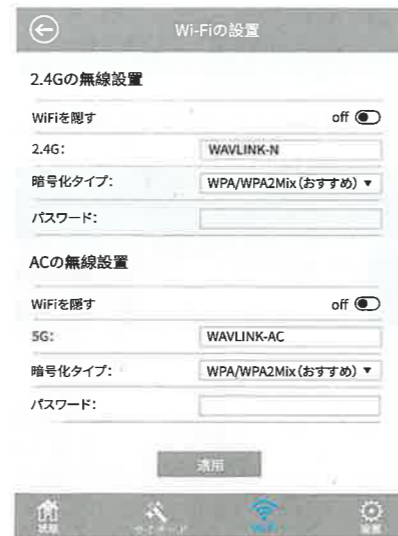 Wi-Fiの設置
2.4Gの無線設置
WiFiを隠す off
2.4G: WAVLINK-N
暗号化タイプ: WPA/WPA2Mix(おすすめ) ▼
パスワード:
ACの無線設置
WiFiを隠す off
5G: WAVLINK-AC
暗号化タイプ: WPA/WPA2Mix(おすすめ) ▼
パスワード:
適用
状態 Wi-Fi 設置